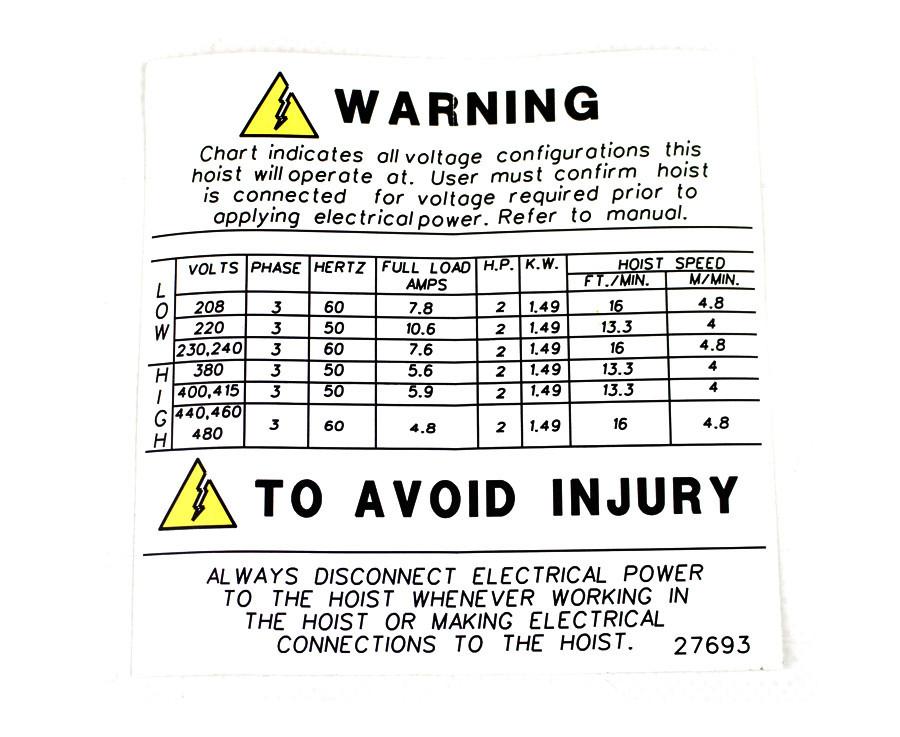 WARNING
Chart indicates all voltage configurations this
hoist will operate at. User must confirm hoist
is connected for voltage required prior to
applying electrical power. Refer to manual.
VOLTS PHASE HERTZ FULL LOAD AMPS H.P. K.W. HOIST SPEED
FT./MIN. M/MIN.
LOW
208 3 60 7.8 2 1.49 16 4.8
220 3 50 10.6 2 1.49 13.3 4
230,240 3 60 7.6 2 1.49 16 4.8
HIGH
380 3 50 5.6 2 1.49 13.3 4
400,415 3 50 5.9 2 1.49 13.3 4
440,460 480 3 60 4.8 2 1.49 16 4.8
TO AVOID INJURY
ALWAYS DISCONNECT ELECTRICAL POWER
TO THE HOIST WHENEVER WORKING IN
THE HOIST OR MAKING ELECTRICAL
CONNECTIONS TO THE HOIST. 27693